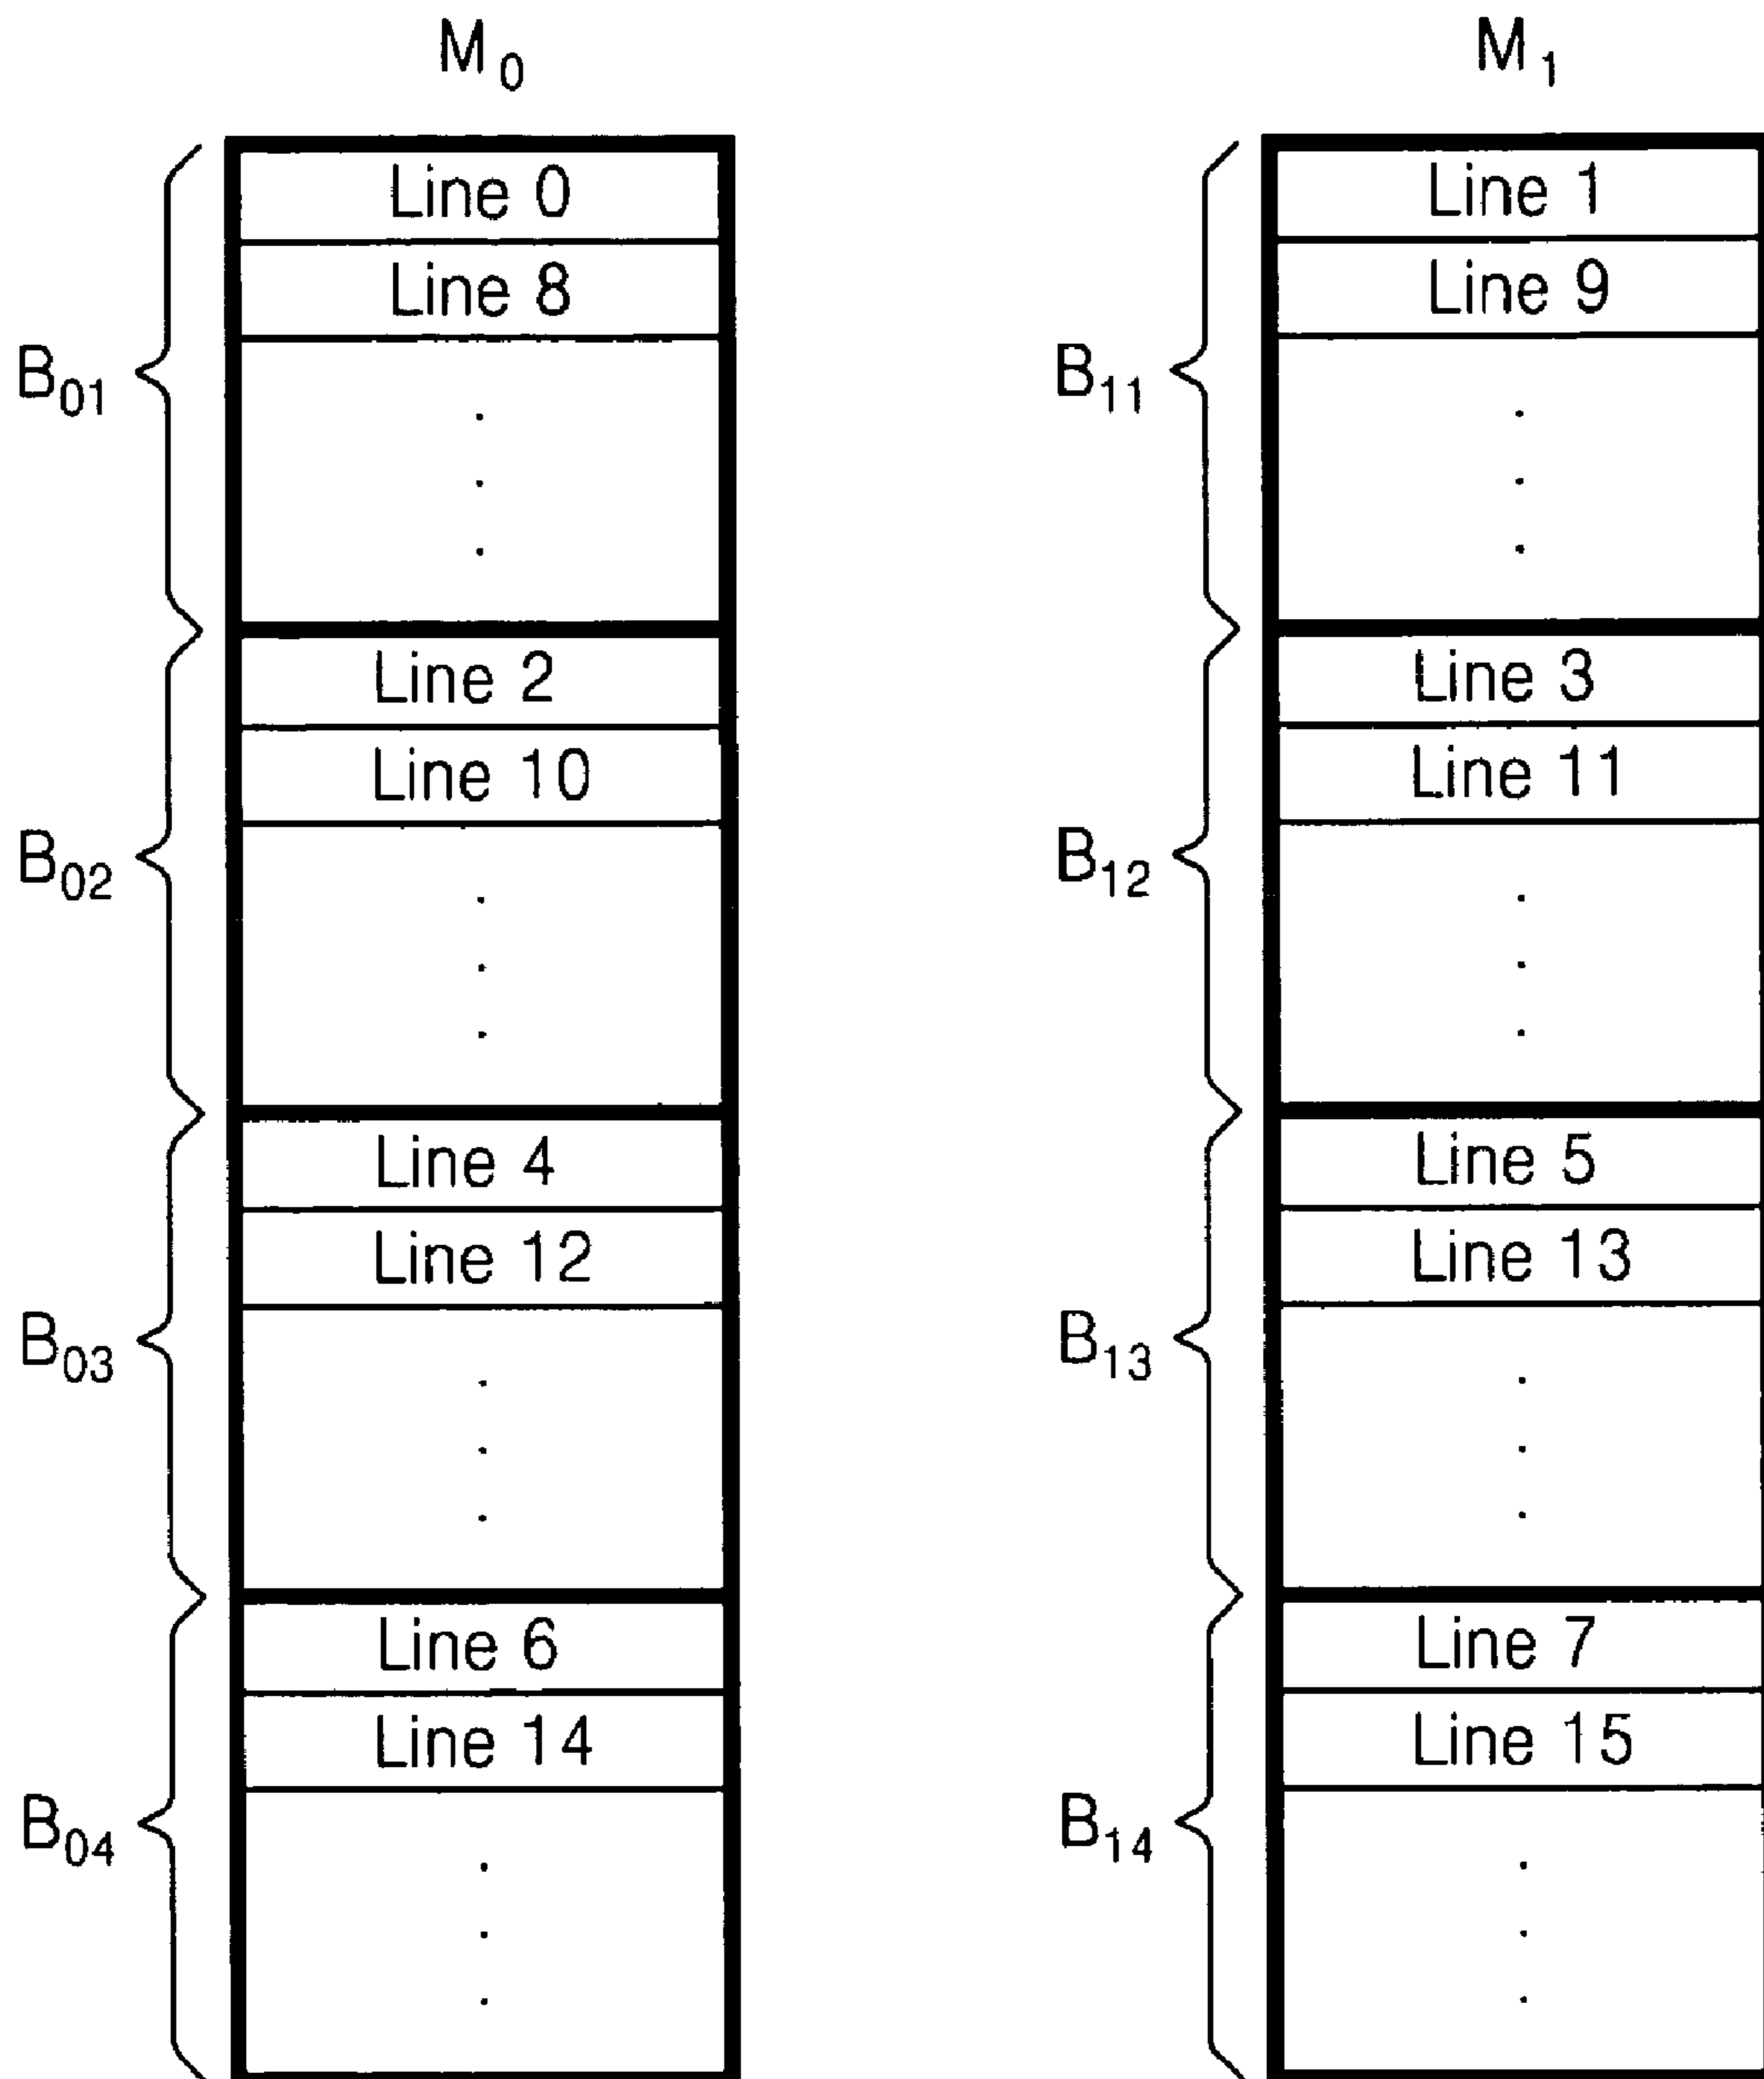 M0
Line 0
Line 8
B01
Line 2
Line 10
B02
Line 4
Line 12
B03
Line 6
Line 14
B04
M1
Line 1
Line 9
B11
Line 3
Line 11
B12
Line 5
Line 13
B13
Line 7
Line 15
B14